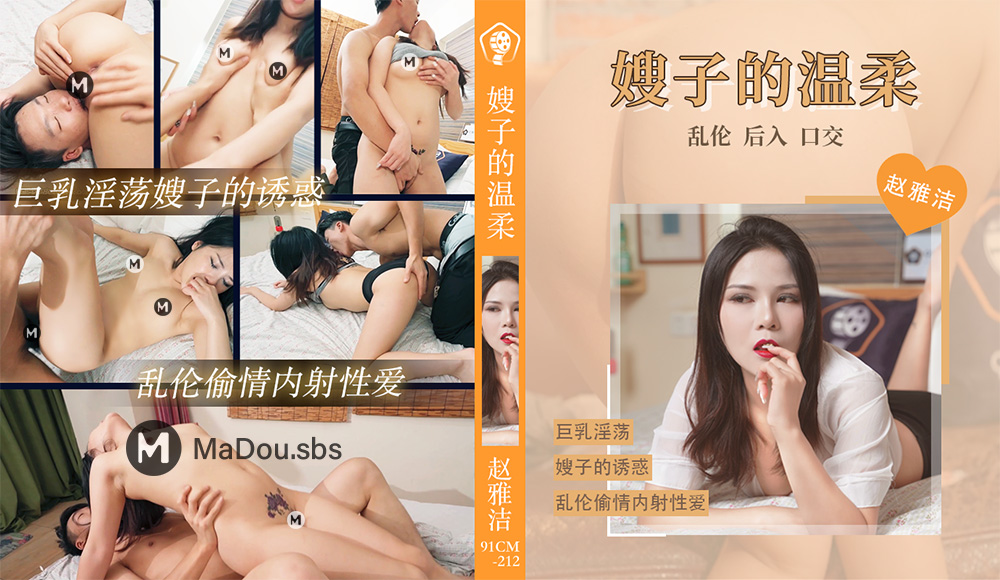 M
M
M
巨乳淫荡嫂子的诱惑
M
M
M
乱伦偷情内射性爱
M MaDou.sbs
M
嫂子的温柔
赵雅洁
91CM
-212
嫂子的温柔
乱伦 后入 口交
赵雅洁
巨乳淫荡
嫂子的诱惑
乱伦偷情内射性爱